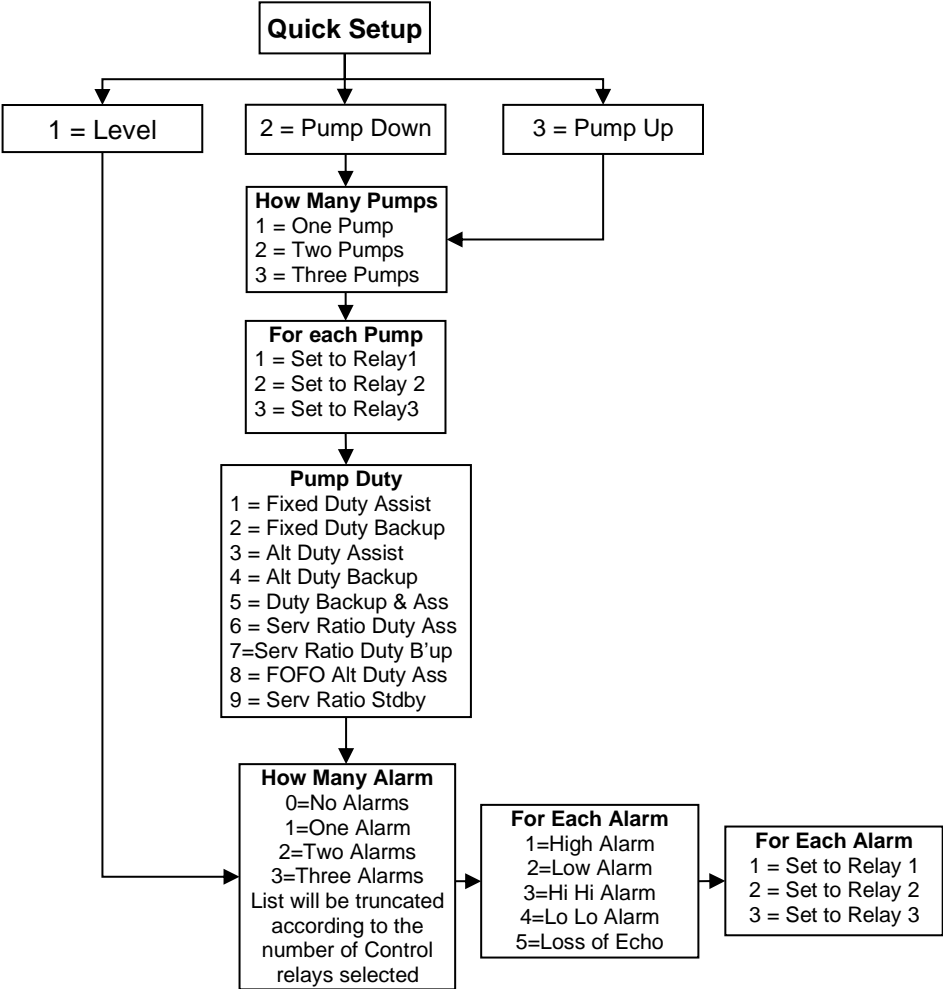 Quick Setup
1 = Level
2 = Pump Down
3 = Pump Up
How Many Pumps
1 = One Pump
2 = Two Pumps
3 = Three Pumps
For each Pump
1 = Set to Relay1
2 = Set to Relay 2
3 = Set to Relay3
Pump Duty
1 = Fixed Duty Assist
2 = Fixed Duty Backup
3 = Alt Duty Assist
4 = Alt Duty Backup
5 = Duty Backup & Ass
6 = Serv Ratio Duty Ass
7=Serv Ratio Duty B'up
8 = FOFO Alt Duty Ass
9 = Serv Ratio Stdby
How Many Alarm
0=No Alarms
1=One Alarm
2=Two Alarms
3=Three Alarms
List will be truncated
according to the
number of Control
relays selected
For Each Alarm
1=High Alarm
2=Low Alarm
3=Hi Hi Alarm
4=Lo Lo Alarm
5=Loss of Echo
For Each Alarm
1 = Set to Relay 1
2 = Set to Relay 2
3 = Set to Relay 3